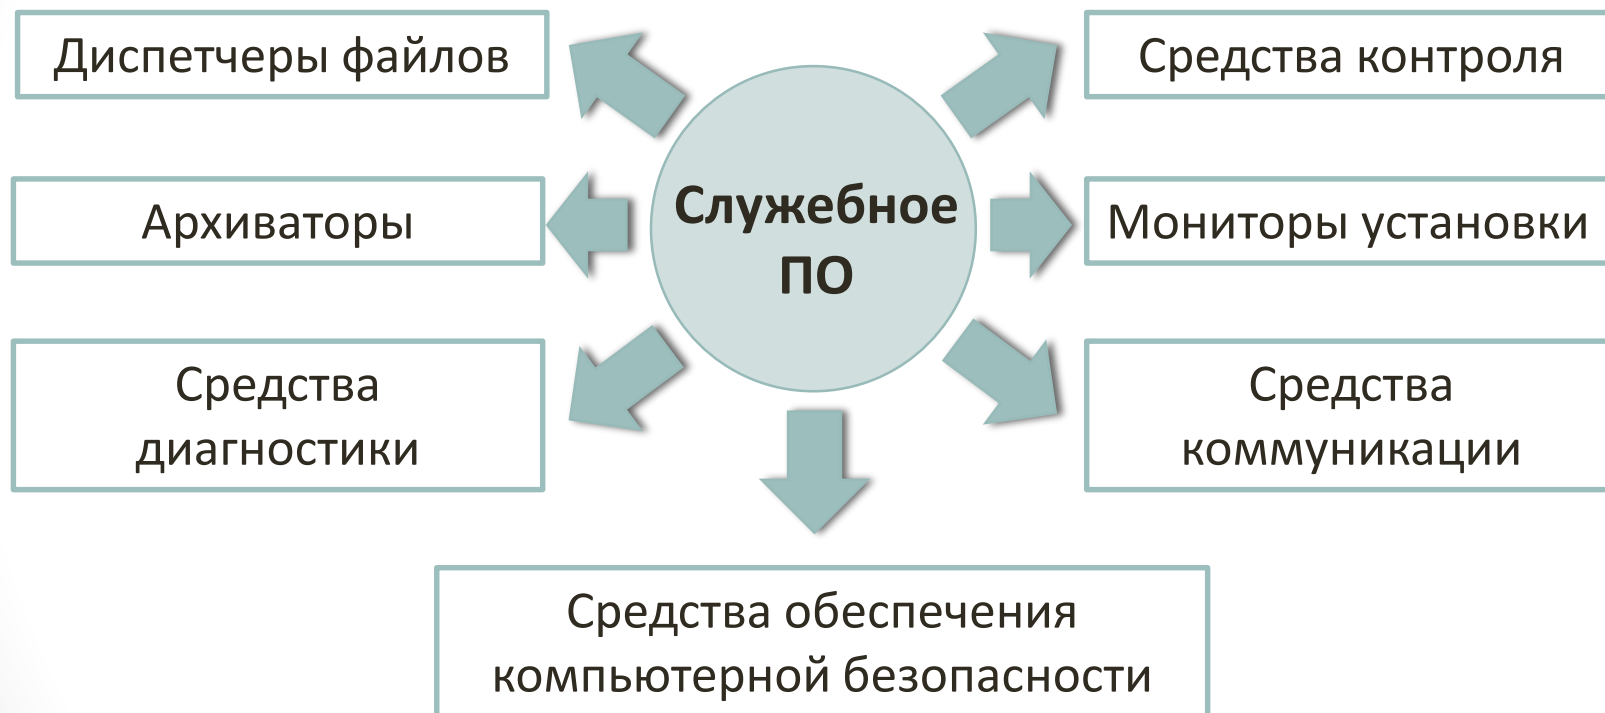 Диспетчеры файлов
Средства контроля
Архиваторы
Служебное
ПО
Мониторы установки
Средства
диагностики
Средства
коммуникации
Средства обеспечения
компьютерной безопасности